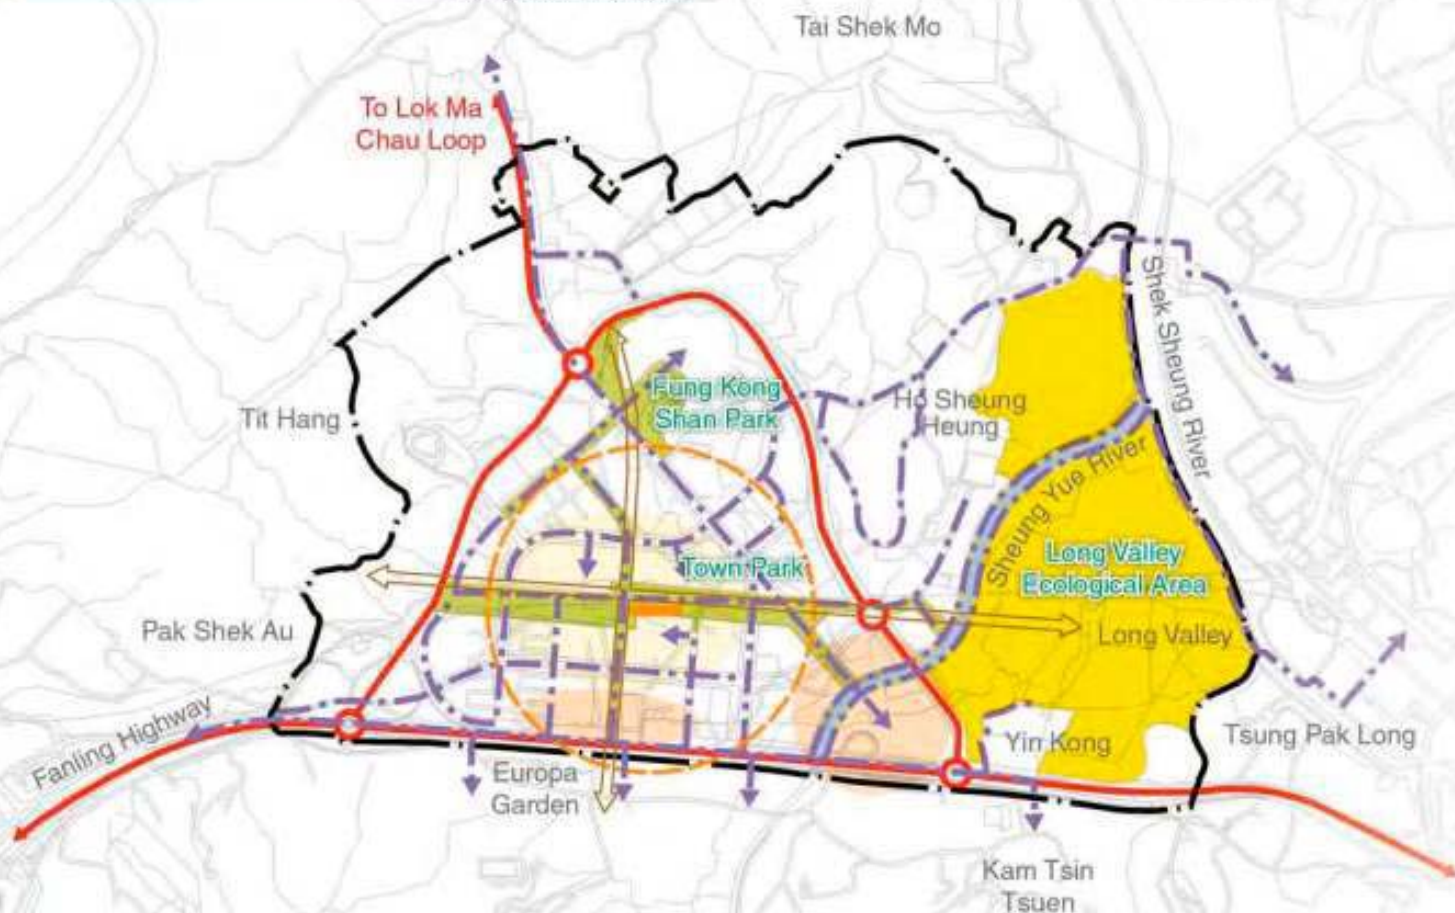 Tai Shek Mo
To Lok Ma
Chau Loop
Shek Sheung River
Fung Kong
Shan Park
Ho Sheung
Heung
Tit Hang
Sheung Yue River
Long Valley
Ecological Area
Town Park
Long Valley
Pak Shek Au
Fanling Highway
Tsung Pak Long
Yin Kong
Europa
Garden
Kam Tsin
Tsuen